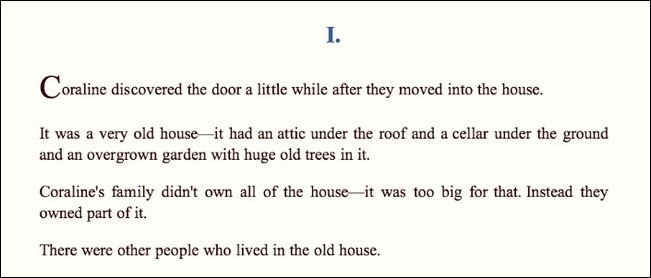 I.
Coraline discovered the door a little while after they moved into the house.
It was a very old house—it had an attic under the roof and a cellar under the ground
and an overgrown garden with huge old trees in it.
Coraline's family didn't own all of the house—it was too big for that. Instead they
owned part of it.
There were other people who lived in the old house.